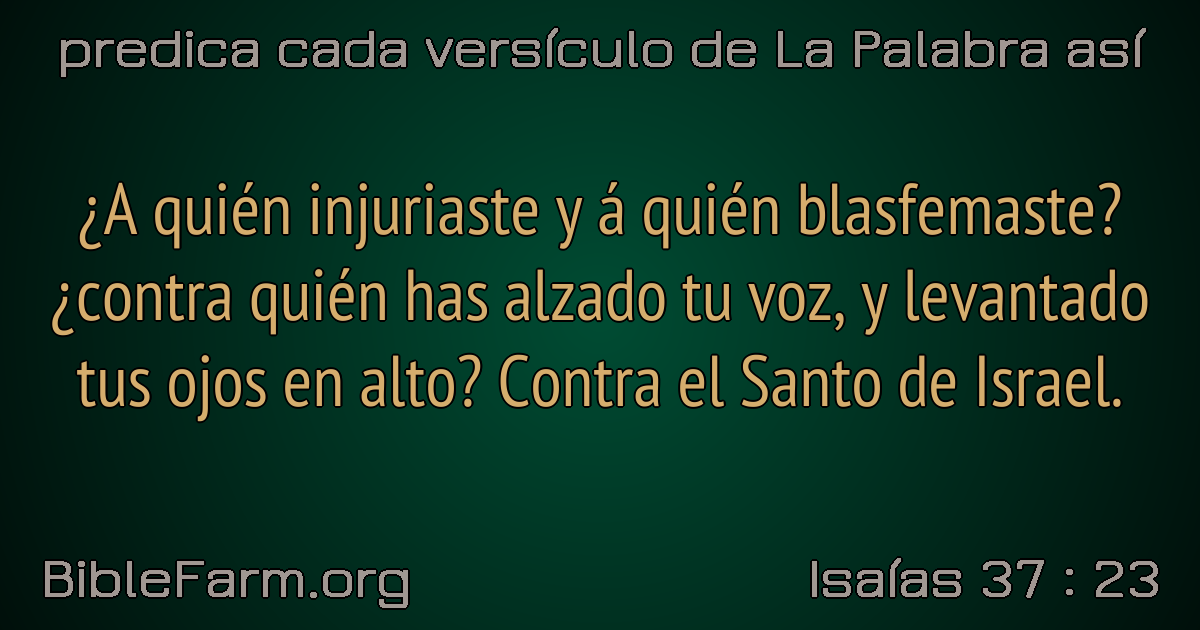 predica cada versículo de La Palabra así
¿A quién injuriaste y á quién blasfemaste?
¿contra quién has alzado tu voz, y levantado
tus ojos en alto? Contra el Santo de Israel.
BibleFarm.org
Isaías 37 : 23